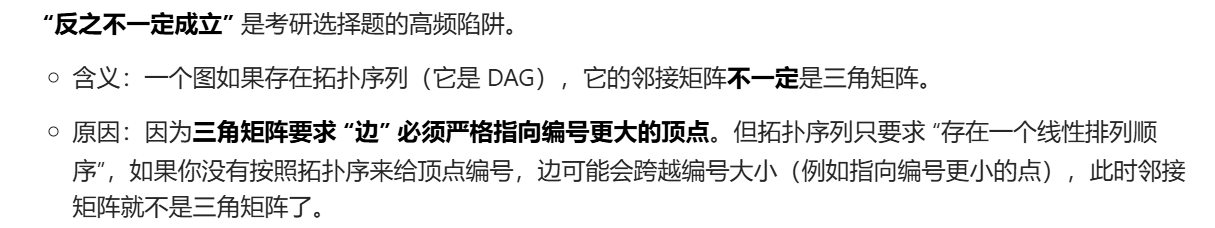 “反之不一定成立” 是考研选择题的高频陷阱。
○ 含义：一个图如果存在拓扑序列（它是 DAG），它的邻接矩阵不一定是三角矩阵。
○ 原因：因为三角矩阵要求 “边” 必须严格指向编号更大的顶点。但拓扑序列只要求 “存在一个线性排列顺
序”，如果你没有按照拓扑序来给顶点编号，边可能会跨越编号大小（例如指向编号更小的点），此时邻接
矩阵就不是三角矩阵了。